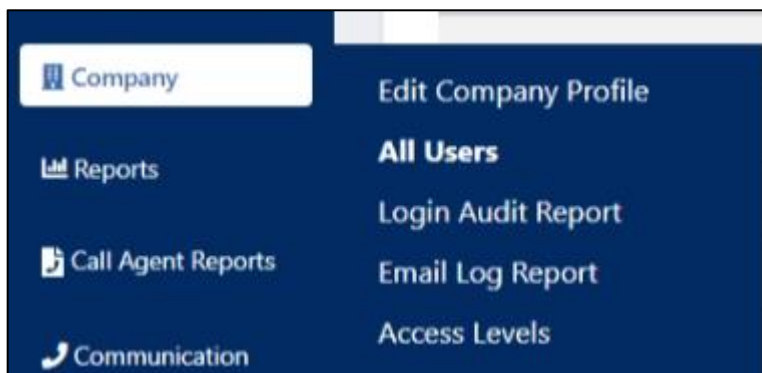 Company
Reports
Call Agent Reports
Communication
Edit Company Profile
All Users
Login Audit Report
Email Log Report
Access Levels